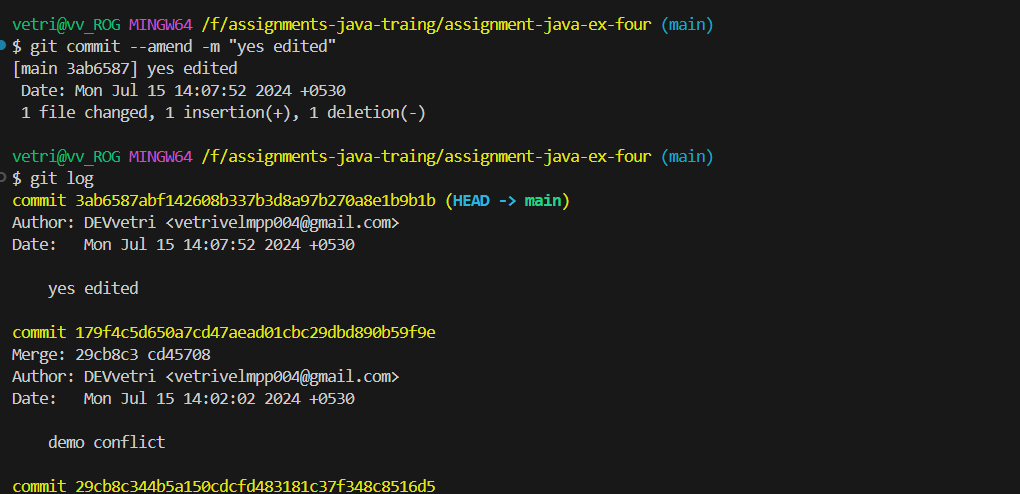 vetri@vv_ROG MINGW64 /f/assignments-java-traing/assignment-java-ex-four (main)
$ git commit --amend -m "yes edited"
[main 3ab6587] yes edited
 Date: Mon Jul 15 14:07:52 2024 +0530
 1 file changed, 1 insertion(+), 1 deletion(-)
vetri@vv_ROG MINGW64 /f/assignments-java-traing/assignment-java-ex-four (main)
$ git log
commit 3ab6587abf142608b337b3d8a97b270a8e1b9b1b (HEAD -> main)
Author: DEVvetri <vetrivelmpp004@gmail.com>
Date:   Mon Jul 15 14:07:52 2024 +0530
    yes edited
commit 179f4c5d650a7cd47aead01cbc29dbd890b59f9e
Merge: 29cb8c3 cd45708
Author: DEVvetri <vetrivelmpp004@gmail.com>
Date:   Mon Jul 15 14:02:02 2024 +0530
    demo conflict
commit 29cb8c344b5a150cdcfd483181c37f348c8516d5